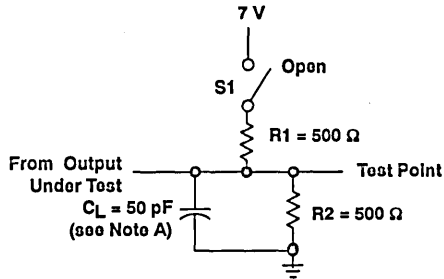 7 V
Open
S1
R1 = 500 Ω
From Output
Under Test
Test Point
CL = 50 pF
(see Note A)
R2 = 500 Ω